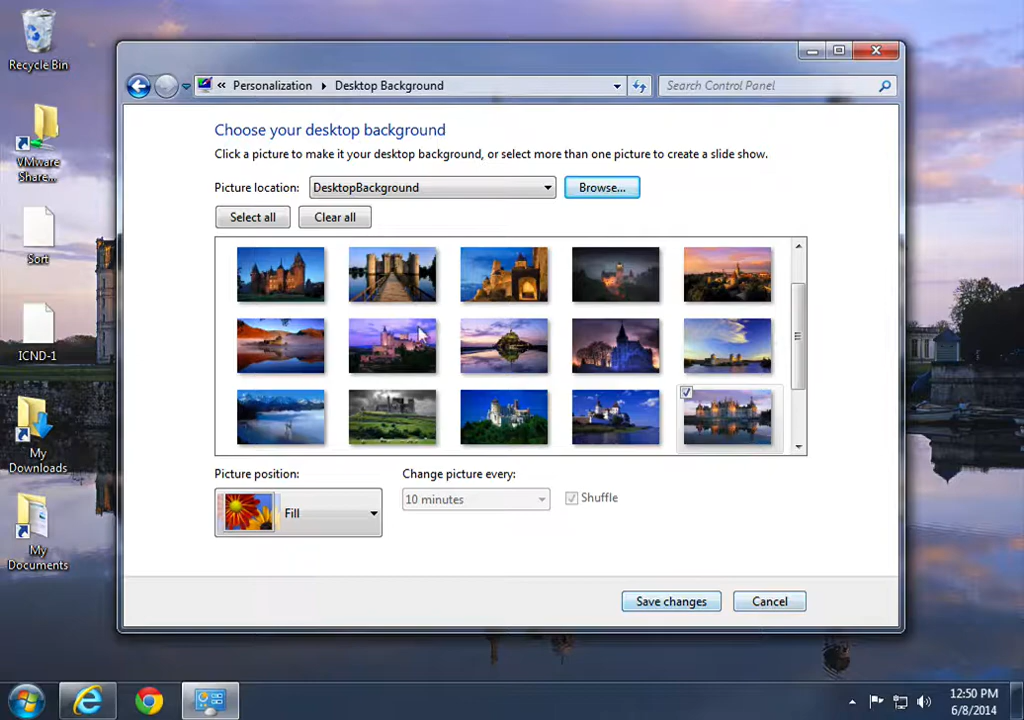 Recycle Bin
VMware
Share...
Sort
ICND-1
My
Downloads
My
Documents
« Personalization Desktop Background
Search Control Panel
Choose your desktop background
Click a picture to make it your desktop background, or select more than one picture to create a slide show.
Picture location: DesktopBackground Browse...
Select all Clear all
Picture position: Change picture every:
Fill 10 minutes Shuffle
Save changes Cancel
12:50 PM
6/8/2014